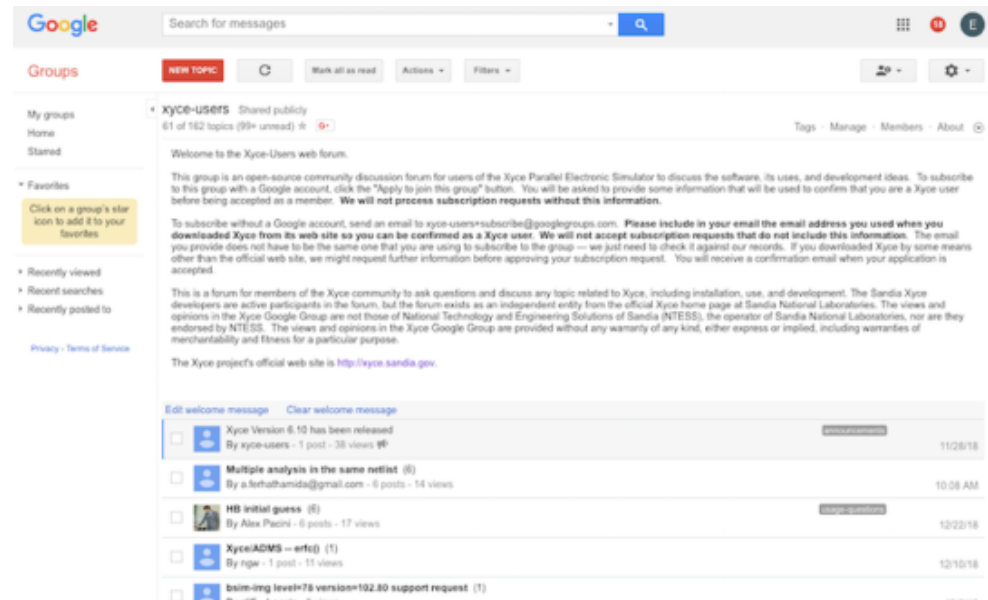 Google
Search for messages
58
E
Groups
NEW TOPIC
Mark all as read
Actions
Filters
My groups
Home
Starred
Favorites
Click on a group's star
icon to add it to your
favorites
Recently viewed
Recent searches
Recently posted to
Privacy - Terms of Service
xyce-users Shared publicly
61 of 162 topics (99+ unread) G+
Tags · Manage · Members · About
Welcome to the Xyce-Users web forum.
This group is an open-source community discussion forum for users of the Xyce Parallel Electronic Simulator to discuss the software, its uses, and development ideas. To subscribe
to this group with a Google account, click the "Apply to join this group" button. You will be asked to provide some information that will be used to confirm that you are a Xyce user
before being accepted as a member. We will not process subscription requests without this information.
To subscribe without a Google account, send an email to xyce-users+subscribe@googlegroups.com. Please include in your email the email address you used when you
downloaded Xyce from its web site so you can be confirmed as a Xyce user. We will not accept subscription requests that do not include this information. The email
you provide does not have to be the same one that you are using to subscribe to the group — we just need to check it against our records. If you downloaded Xyce by some means
other than the official web site, we might request further information before approving your subscription request. You will receive a confirmation email when your application is
accepted.
This is a forum for members of the Xyce community to ask questions and discuss any topic related to Xyce, including installation, use, and development. The Sandia Xyce
developers are active participants in the forum, but the forum exists as an independent entity from the official Xyce home page at Sandia National Laboratories. The views and
opinions in the Xyce Google Group are not those of National Technology and Engineering Solutions of Sandia (NTESS), the operator of Sandia National Laboratories, nor are they
endorsed by NTESS. The views and opinions in the Xyce Google Group are provided without any warranty of any kind, either express or implied, including warranties of
merchantability and fitness for a particular purpose.
The Xyce project's official web site is http://xyce.sandia.gov.
Edit welcome message Clear welcome message
Xyce Version 6.10 has been released
announcements
By xyce-users - 1 post - 38 views
11/28/18
Multiple analysis in the same netlist (6)
By a.ferhathamida@gmail.com - 6 posts - 14 views
10:08 AM
HB initial guess (6)
usage-questions
By Alex Pacini - 6 posts - 17 views
12/22/18
Xyce/ADMS -- erfc() (1)
By ngw - 1 post - 11 views
12/10/18
bsim-img level=78 version=102.80 support request (1)